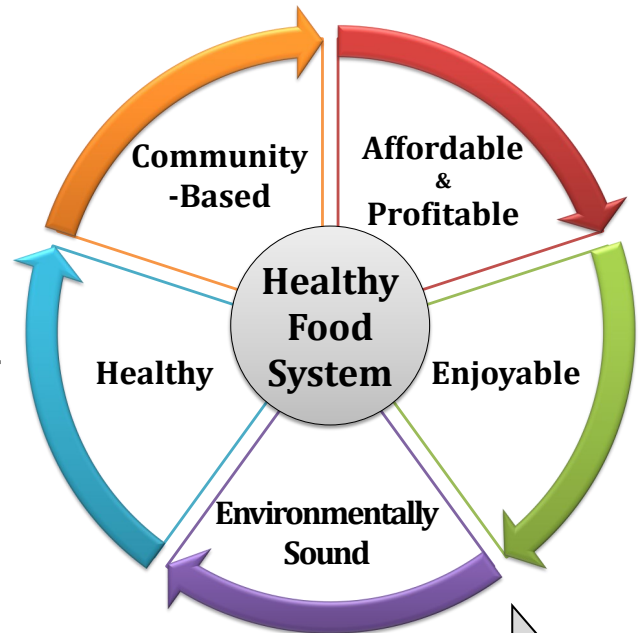 Community
-Based
Affordable
&
Profitable
Healthy
Food
System
Healthy
Enjoyable
Environmentally
Sound